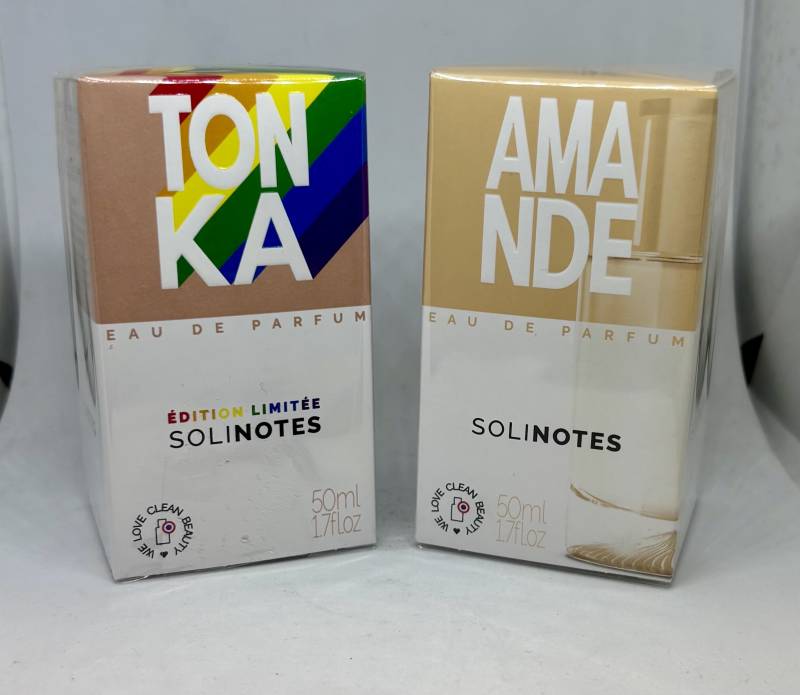 TON
KA
EAU DE PARFUM
ÉDITION LIMITÉE
SOLINOTES
WE LOVE CLEAN BEAUTY
50ml
1.7fl.oz
AMA
NDE
EAU DE PARFUM
SOLINOTES
WE LOVE CLEAN BEAUTY
50ml
1.7fl.oz